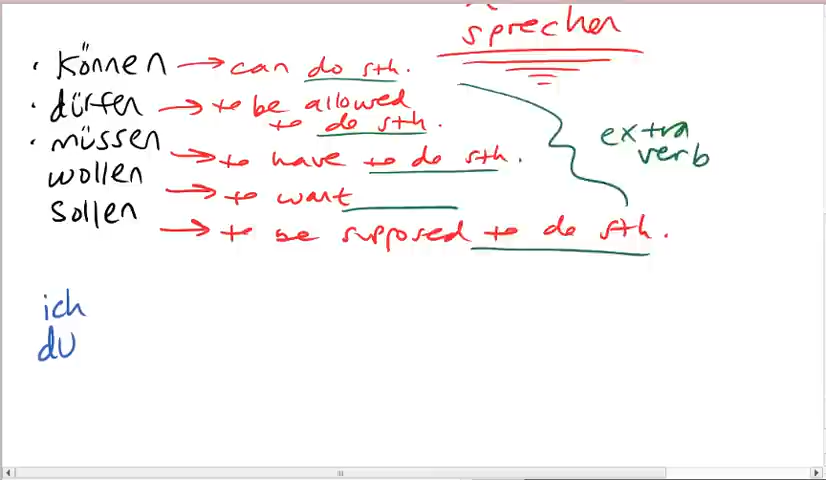 sprechen
• Können → can do sth.
• dürfen → to be allowed
to do sth.
• müssen → to have to do sth.
wollen → to want
sollen → to be supposed to do sth.
extra
verb
ich
du